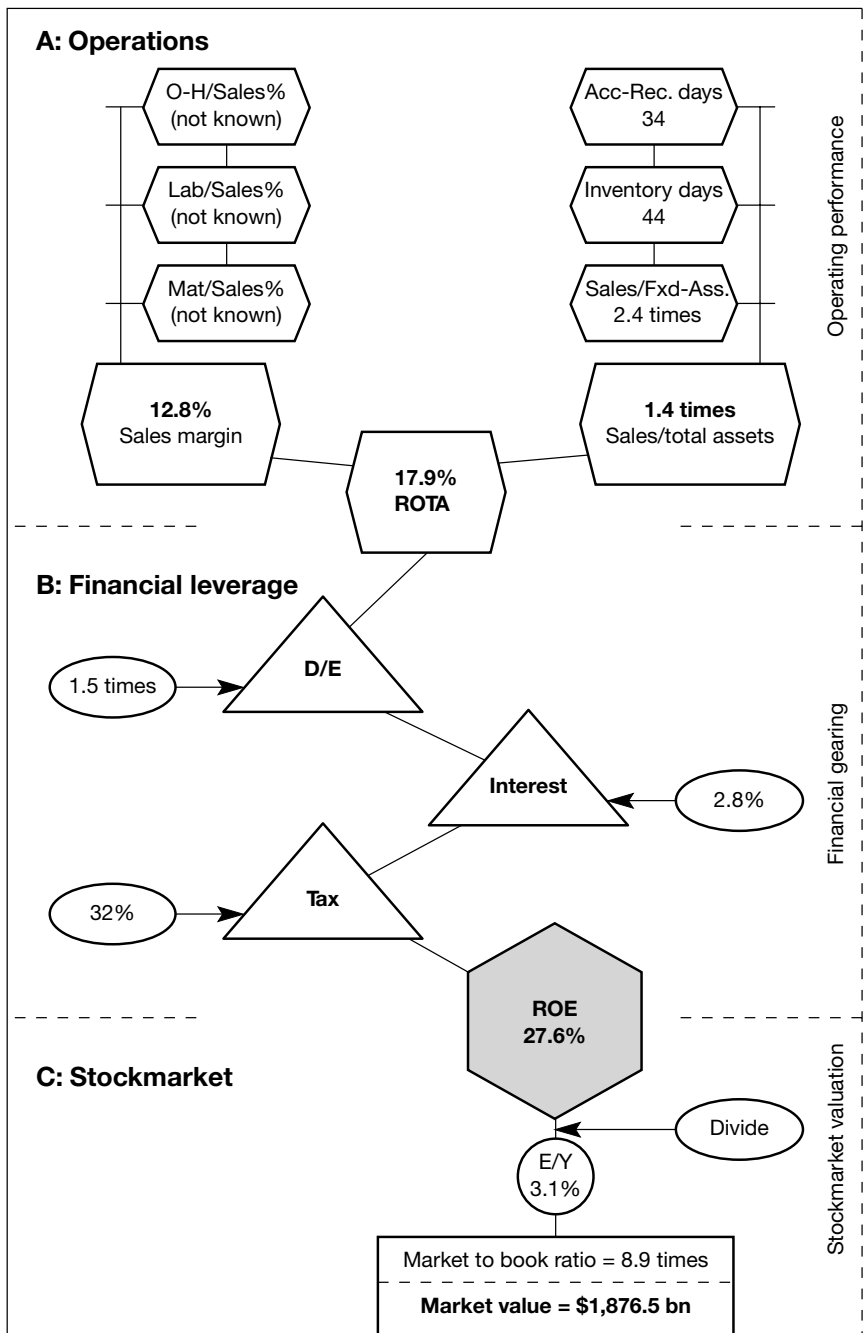 A: Operations
O-H/Sales%
(not known)
Lab/Sales%
(not known)
Mat/Sales%
(not known)
Acc-Rec. days
34
Inventory days
44
Sales/Fxd-Ass.
2.4 times
12.8%
Sales margin
1.4 times
Sales/total assets
17.9%
ROTA
Operating performance
B: Financial leverage
D/E
1.5 times
Interest
2.8%
Tax
32%
Financial gearing
ROE
27.6%
C: Stockmarket
Divide
E/Y
3.1%
Market to book ratio = 8.9 times
Market value = $1,876.5 bn
Stockmarket valuation